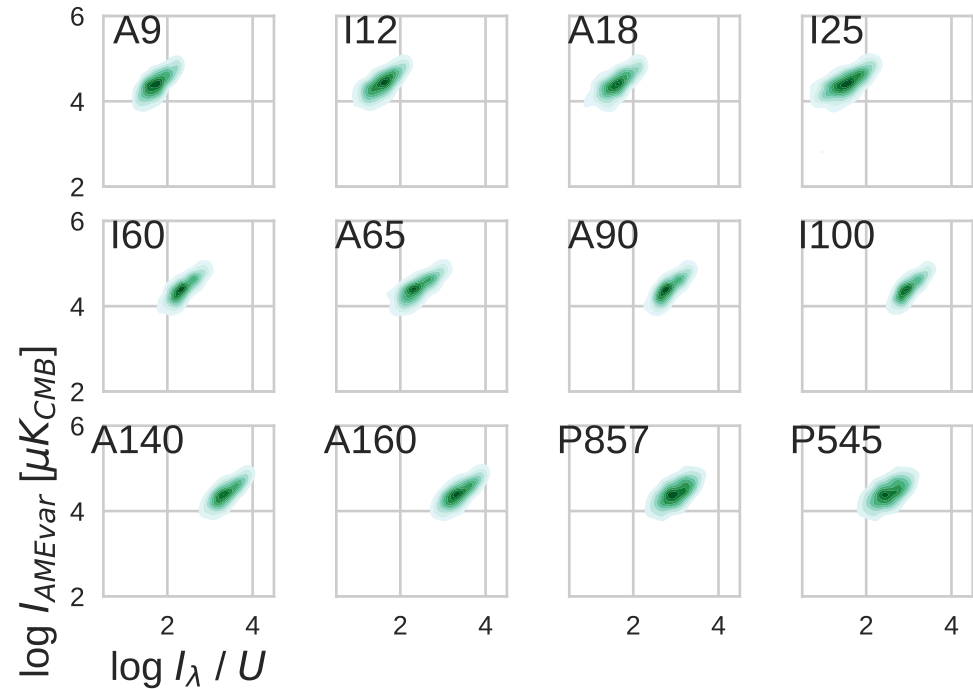 6 A9 I12 A18 I25
4
2
6 I60 A65 A90 I100
4
2
6 A140 A160 P857 P545
4
2
2 4 2 4 2 4 2 4
log I_AMEvar [μK_CMB]
log I_λ / U